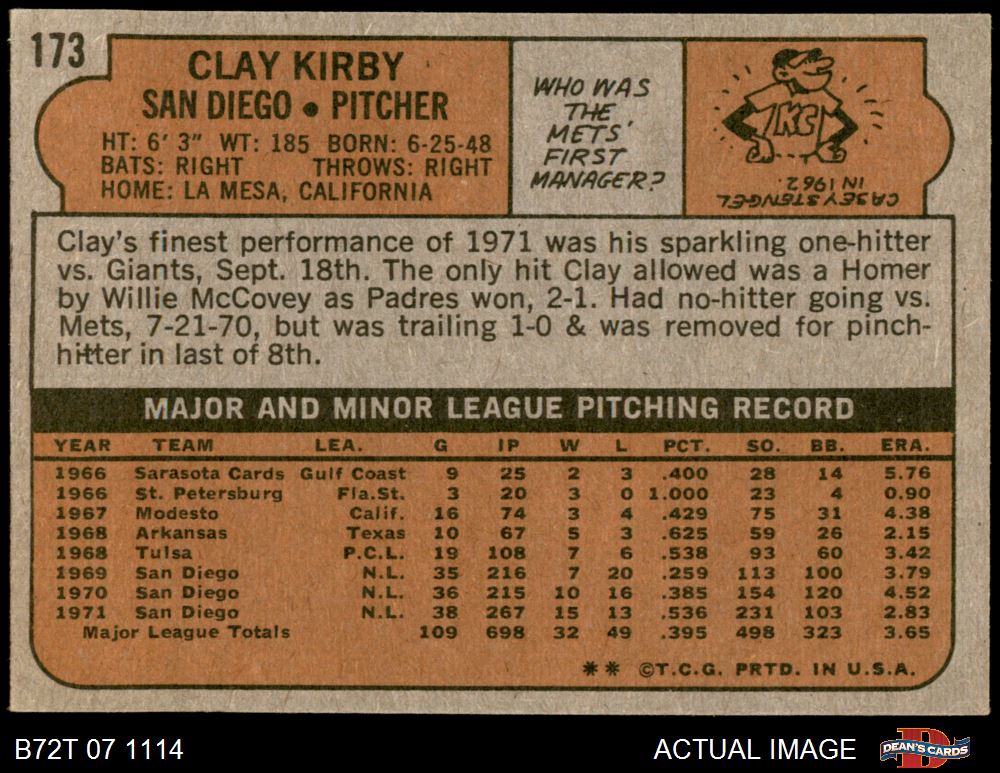 173
CLAY KIRBY
SAN DIEGO • PITCHER
HT: 6' 3" WT: 185 BORN: 6-25-48
BATS: RIGHT THROWS: RIGHT
HOME: LA MESA, CALIFORNIA
WHO WAS
THE
METS'
FIRST
MANAGER?
KC
CASEY STENGEL
IN 1962.
Clay's finest performance of 1971 was his sparkling one-hitter
vs. Giants, Sept. 18th. The only hit Clay allowed was a Homer
by Willie McCovey as Padres won, 2-1. Had no-hitter going vs.
Mets, 7-21-70, but was trailing 1-0 & was removed for pinch-
hitter in last of 8th.
MAJOR AND MINOR LEAGUE PITCHING RECORD
YEAR TEAM LEA. G IP W L PCT. SO. BB. ERA.
1966 Sarasota Cards Gulf Coast 9 25 2 3 .400 28 14 5.76
1966 St. Petersburg Fla.St. 3 20 3 0 1.000 23 4 0.90
1967 Modesto Calif. 16 74 3 4 .429 75 31 4.38
1968 Arkansas Texas 10 67 5 3 .625 59 26 2.15
1968 Tulsa P.C.L. 19 108 7 6 .538 93 60 3.42
1969 San Diego N.L. 35 216 7 20 .259 113 100 3.79
1970 San Diego N.L. 36 215 10 16 .385 154 120 4.52
1971 San Diego N.L. 38 267 15 13 .536 231 103 2.83
Major League Totals 109 698 32 49 .395 498 323 3.65
** ©T.C.G. PRTD. IN U.S.A.
B72T 07 1114
ACTUAL IMAGE
DEAN'S CARDS